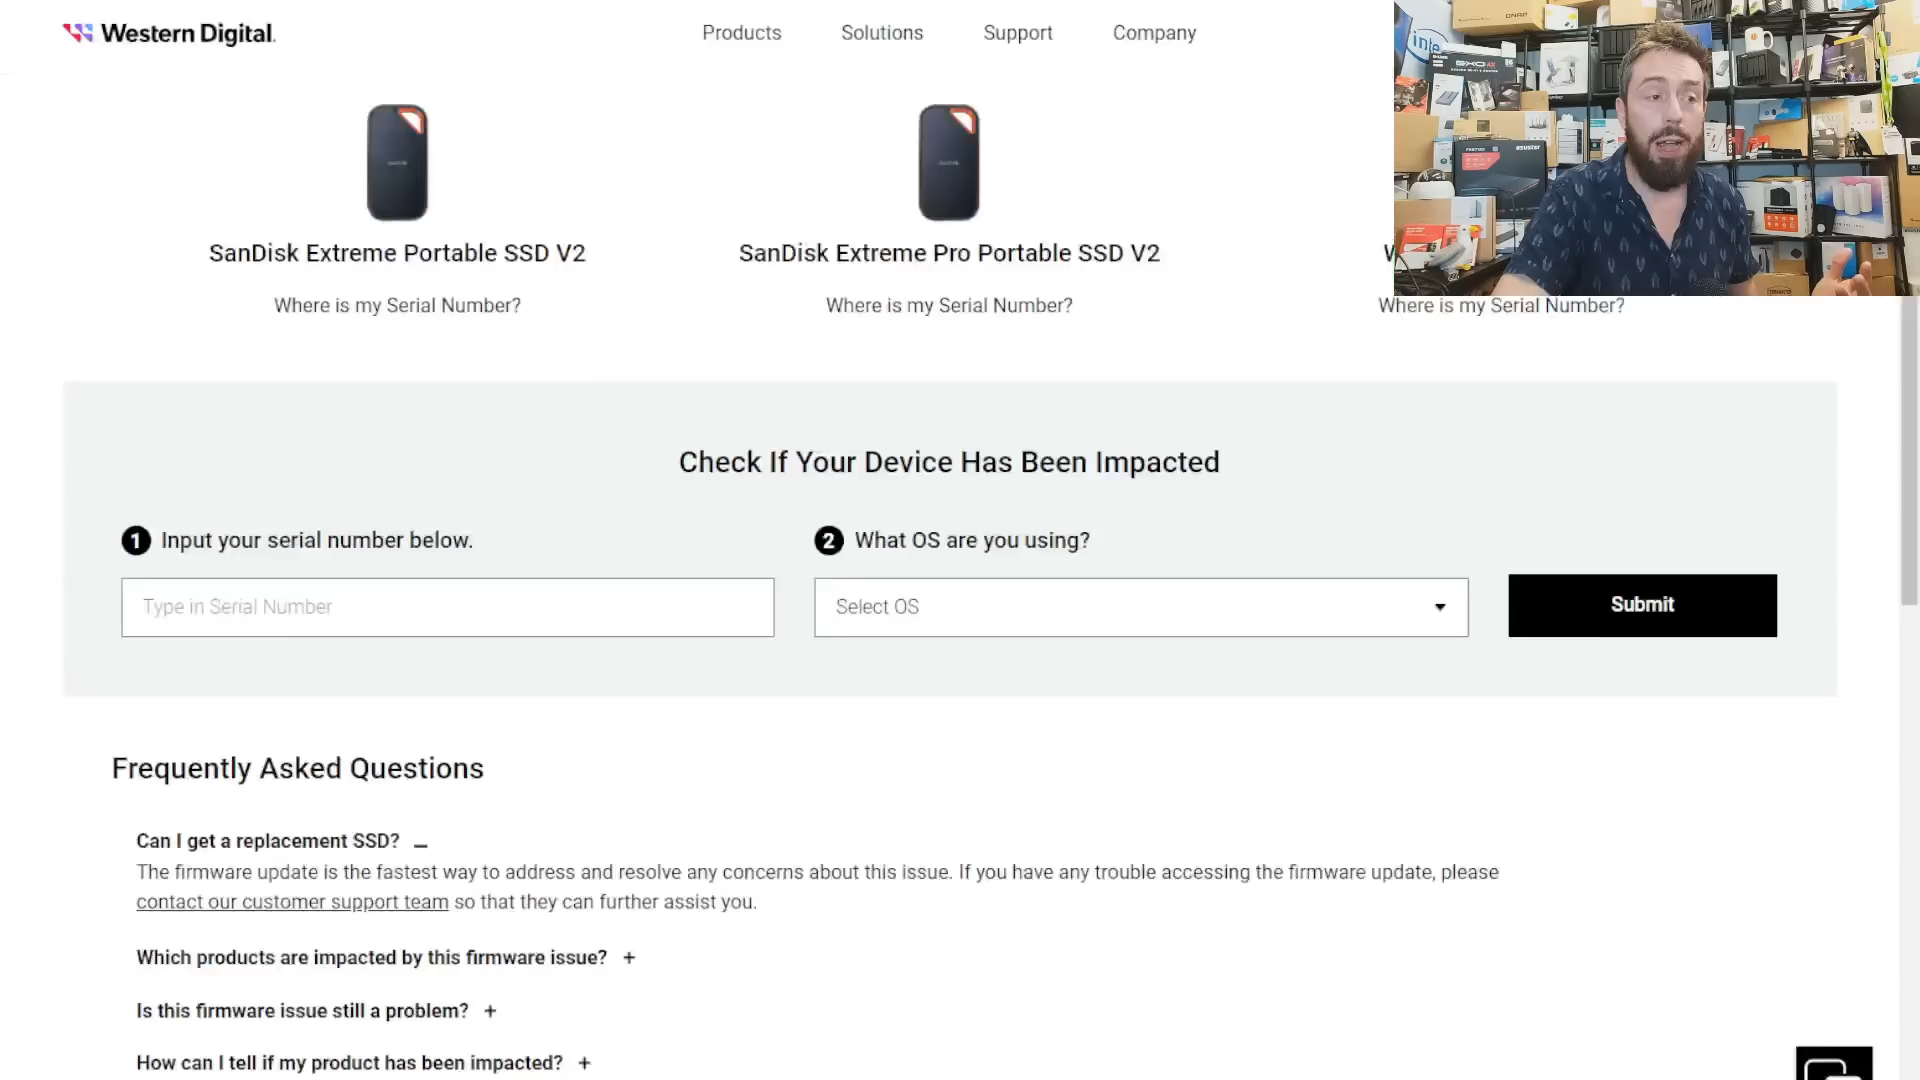 Western Digital.
Products
Solutions
Support
Company
SanDisk Extreme Portable SSD V2
SanDisk Extreme Pro Portable SSD V2
W
Where is my Serial Number?
Where is my Serial Number?
Where is my Serial Number?
Check If Your Device Has Been Impacted
1 Input your serial number below.
2 What OS are you using?
Type in Serial Number
Select OS
Submit
Frequently Asked Questions
Can I get a replacement SSD? –
The firmware update is the fastest way to address and resolve any concerns about this issue. If you have any trouble accessing the firmware update, please
contact our customer support team so that they can further assist you.
Which products are impacted by this firmware issue? +
Is this firmware issue still a problem? +
How can I tell if my product has been impacted? +
QNAP
inte
EXO AX
asustor